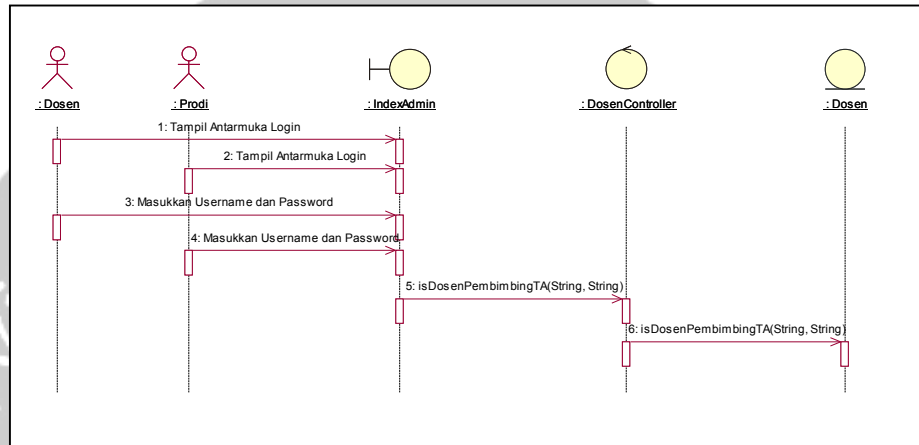 : Dosen
: Prodi
: IndexAdmin
: DosenController
: Dosen
1: Tampil Antarmuka Login
2: Tampil Antarmuka Login
3: Masukkan Username dan Password
4: Masukkan Username dan Password
5: isDosenPembimbingTA(String, String)
6: isDosenPembimbingTA(String, String)